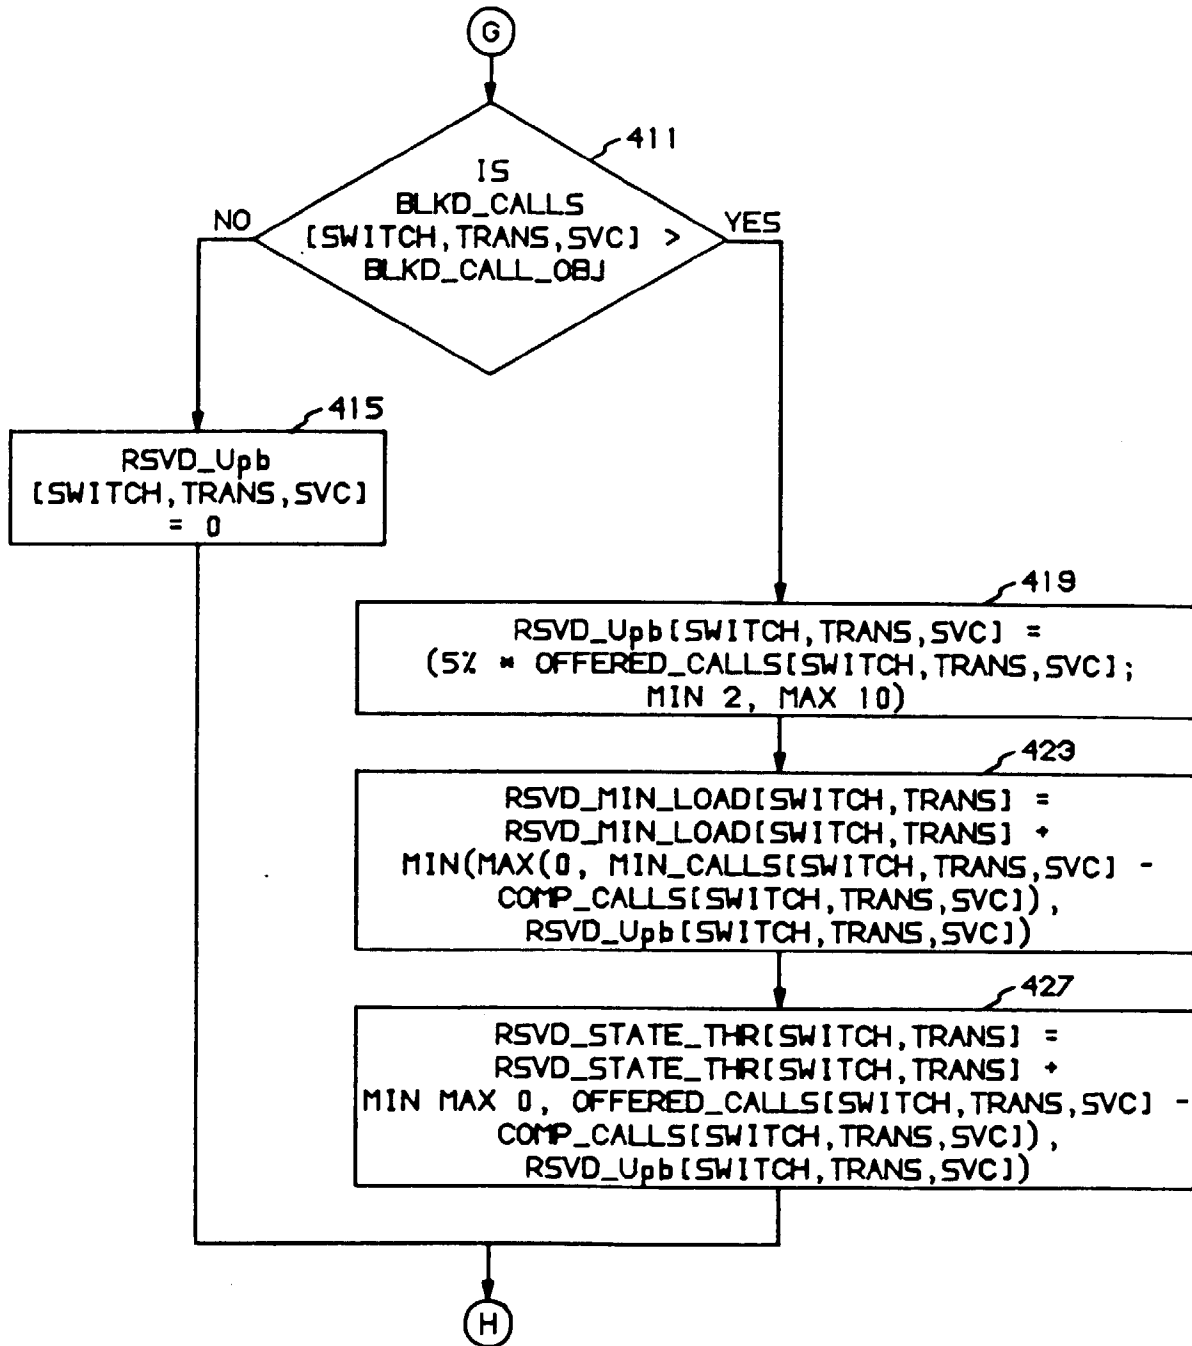 G
411
IS
BLKD_CALLS
[SWITCH,TRANS,SVC] >
BLKD_CALL_OBJ
NO
YES
415
RSVD_Upb
[SWITCH,TRANS,SVC]
= 0
419
RSVD_Upb[SWITCH,TRANS,SVC] =
(5% * OFFERED_CALLS[SWITCH,TRANS,SVC];
MIN 2, MAX 10)
423
RSVD_MIN_LOAD[SWITCH,TRANS] =
RSVD_MIN_LOAD[SWITCH,TRANS] +
MIN(MAX(0, MIN_CALLS[SWITCH,TRANS,SVC] -
COMP_CALLS[SWITCH,TRANS,SVC]),
RSVD_Upb[SWITCH,TRANS,SVC])
427
RSVD_STATE_THR[SWITCH,TRANS] =
RSVD_STATE_THR[SWITCH,TRANS] +
MIN MAX 0, OFFERED_CALLS[SWITCH,TRANS,SVC] -
COMP_CALLS[SWITCH,TRANS,SVC]),
RSVD_Upb[SWITCH,TRANS,SVC])
H